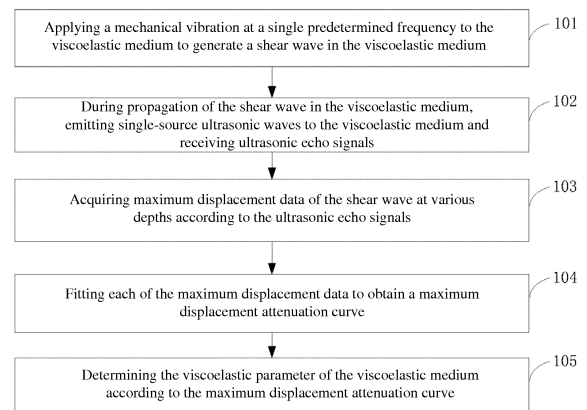 Applying a mechanical vibration at a single predetermined frequency to the
viscoelastic medium to generate a shear wave in the viscoelastic medium
101
During propagation of the shear wave in the viscoelastic medium,
emitting single-source ultrasonic waves to the viscoelastic medium and
receiving ultrasonic echo signals
102
Acquiring maximum displacement data of the shear wave at various
depths according to the ultrasonic echo signals
103
Fitting each of the maximum displacement data to obtain a maximum
displacement attenuation curve
104
Determining the viscoelastic parameter of the viscoelastic medium
according to the maximum displacement attenuation curve
105